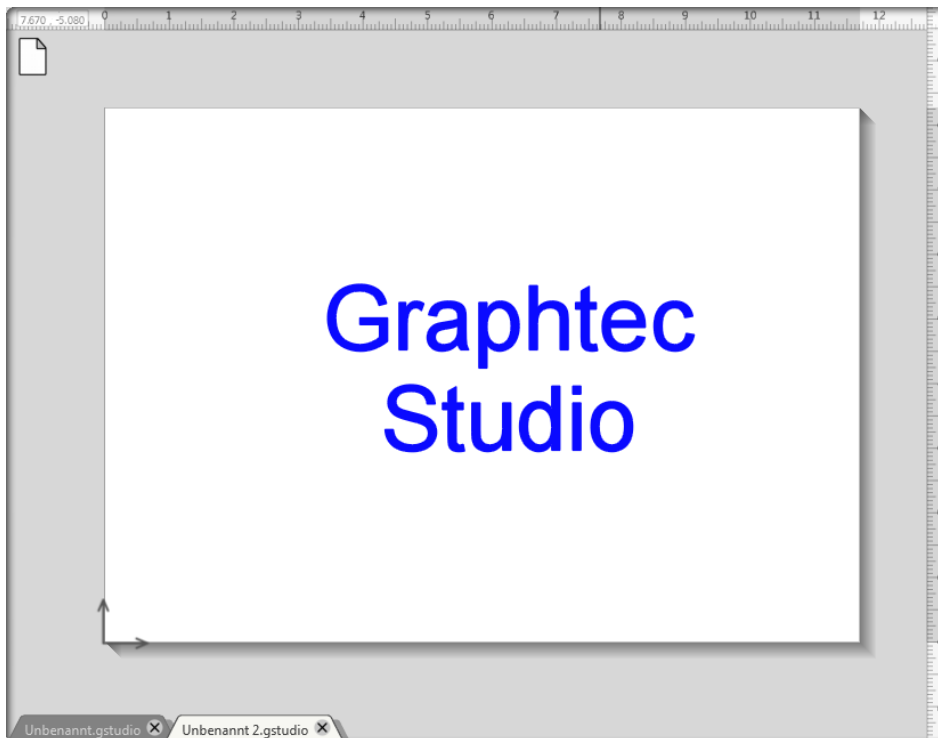 7.670 , -5.080
0 1 2 3 4 5 6 7 8 9 10 11 12
Graphtec
Studio
Unbenannt.gstudio Unbenannt 2.gstudio